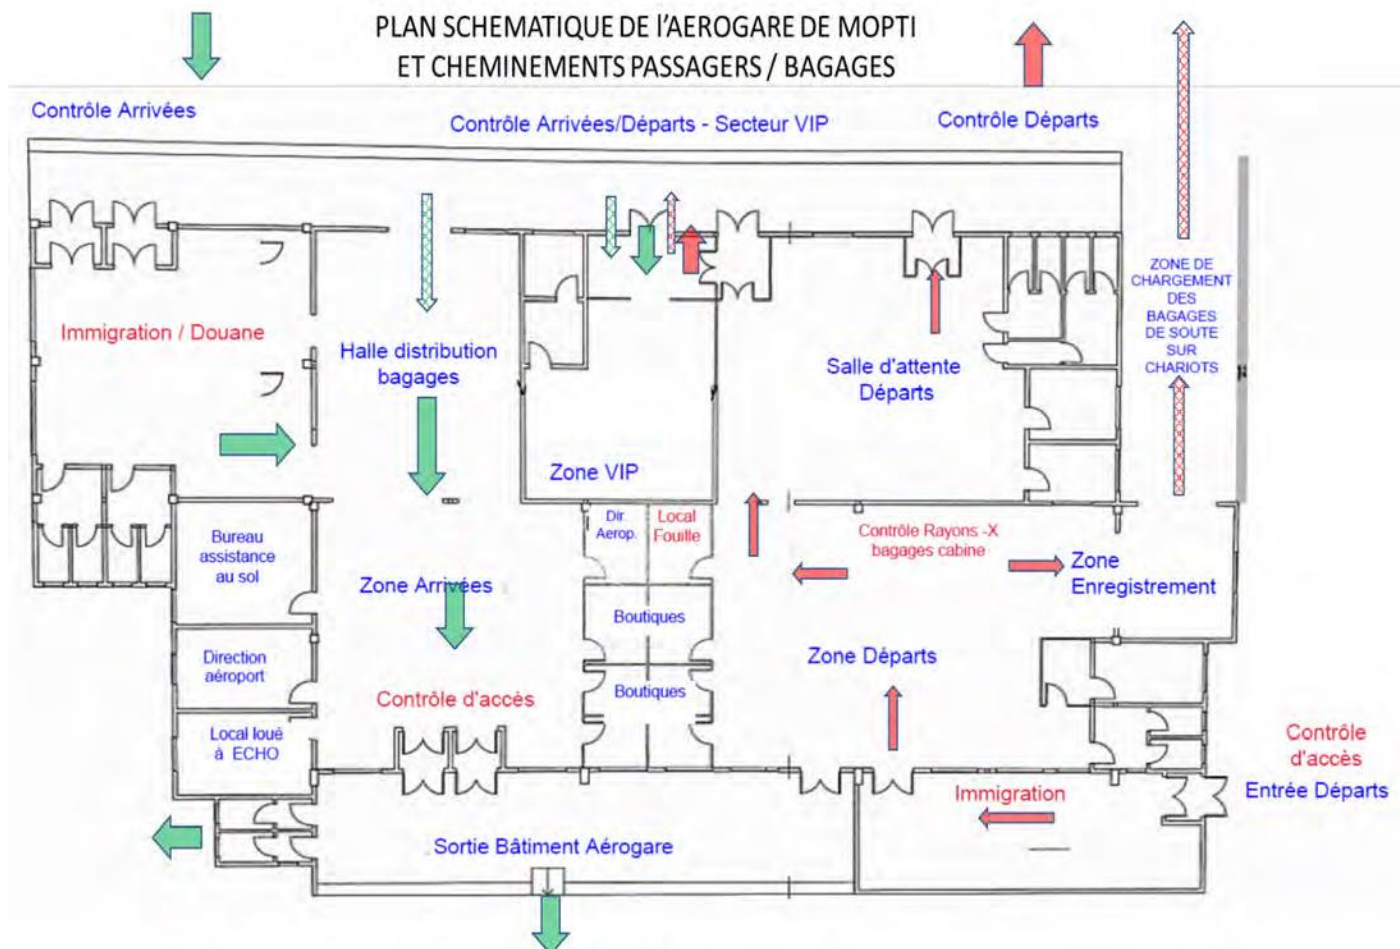 PLAN SCHEMATIQUE DE l'AEROGARE DE MOPTI
ET CHEMINEMENTS PASSAGERS / BAGAGES
Contrôle Arrivées
Contrôle Arrivées/Départs - Secteur VIP
Contrôle Départs
ZONE DE
CHARGEMENT
DES
BAGAGES
DE SOUTE
SUR
CHARIOTS
Immigration / Douane
Halle distribution
bagages
Salle d'attente
Départs
Zone VIP
Bureau
assistance
au sol
Dir.
Aerop.
Local
Fouille
Contrôle Rayons -X
bagages cabine
Zone
Enregistrement
Zone Arrivées
Boutiques
Direction
aéroport
Zone Départs
Boutiques
Contrôle d'accès
Local loué
à ECHO
Contrôle
d'accès
Entrée Départs
Immigration
Sortie Bâtiment Aérogare